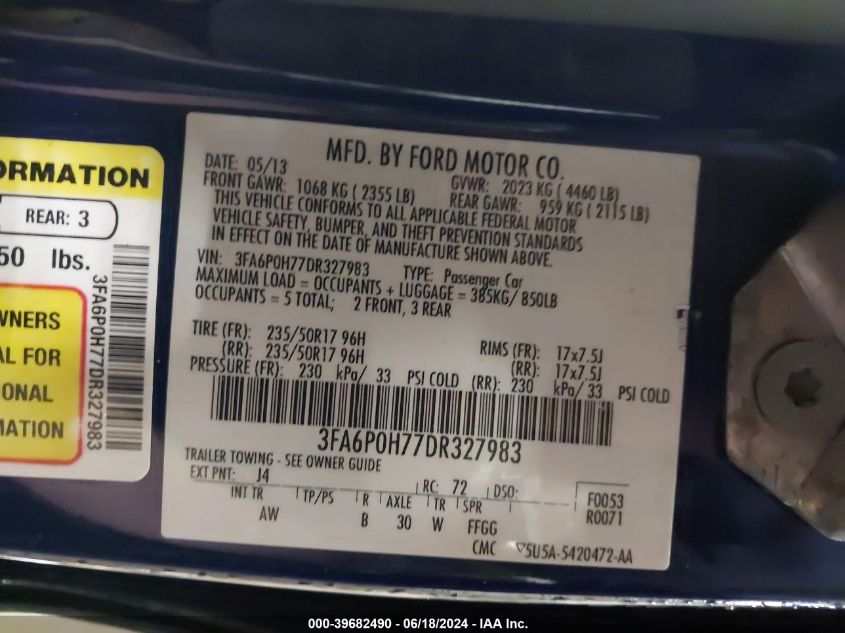 ORMATION
REAR: 3
50 lbs.
WNERS
AL FOR
ONAL
MATION
3FA6P0H77DR327983
MFD. BY FORD MOTOR CO.
DATE: 05/13 GVWR: 2023 KG ( 4460 LB)
FRONT GAWR: 1068 KG ( 2355 LB) REAR GAWR: 959 KG ( 2115 LB)
THIS VEHICLE CONFORMS TO ALL APPLICABLE FEDERAL MOTOR
VEHICLE SAFETY, BUMPER, AND THEFT PREVENTION STANDARDS
IN EFFECT ON THE DATE OF MANUFACTURE SHOWN ABOVE.
VIN: 3FA6P0H77DR327983 TYPE: Passenger Car
MAXIMUM LOAD = OCCUPANTS + LUGGAGE = 385KG/ 850LB
OCCUPANTS = 5 TOTAL; 2 FRONT, 3 REAR
TIRE (FR): 235/50R17 96H RIMS (FR): 17x7.5J
(RR): 235/50R17 96H (RR): 17x7.5J
PRESSURE (FR): 230 kPa/ 33 PSI COLD (RR): 230 kPa/ 33 PSI COLD
3FA6P0H77DR327983
TRAILER TOWING - SEE OWNER GUIDE
EXT PNT: J4 RC: 72 DSO: F0053
INT TR TP/PS R AXLE TR SPR R0071
AW B 30 W FFGG
CMC 5U5A-5420472-AA
000-39682490 - 06/18/2024 - IAA Inc.